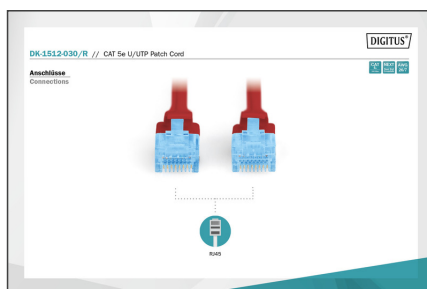 DIGITUS®
DK-1512-030/R // CAT 5e U/UTP Patch Cord
Anschlüsse
Connections
RJ45